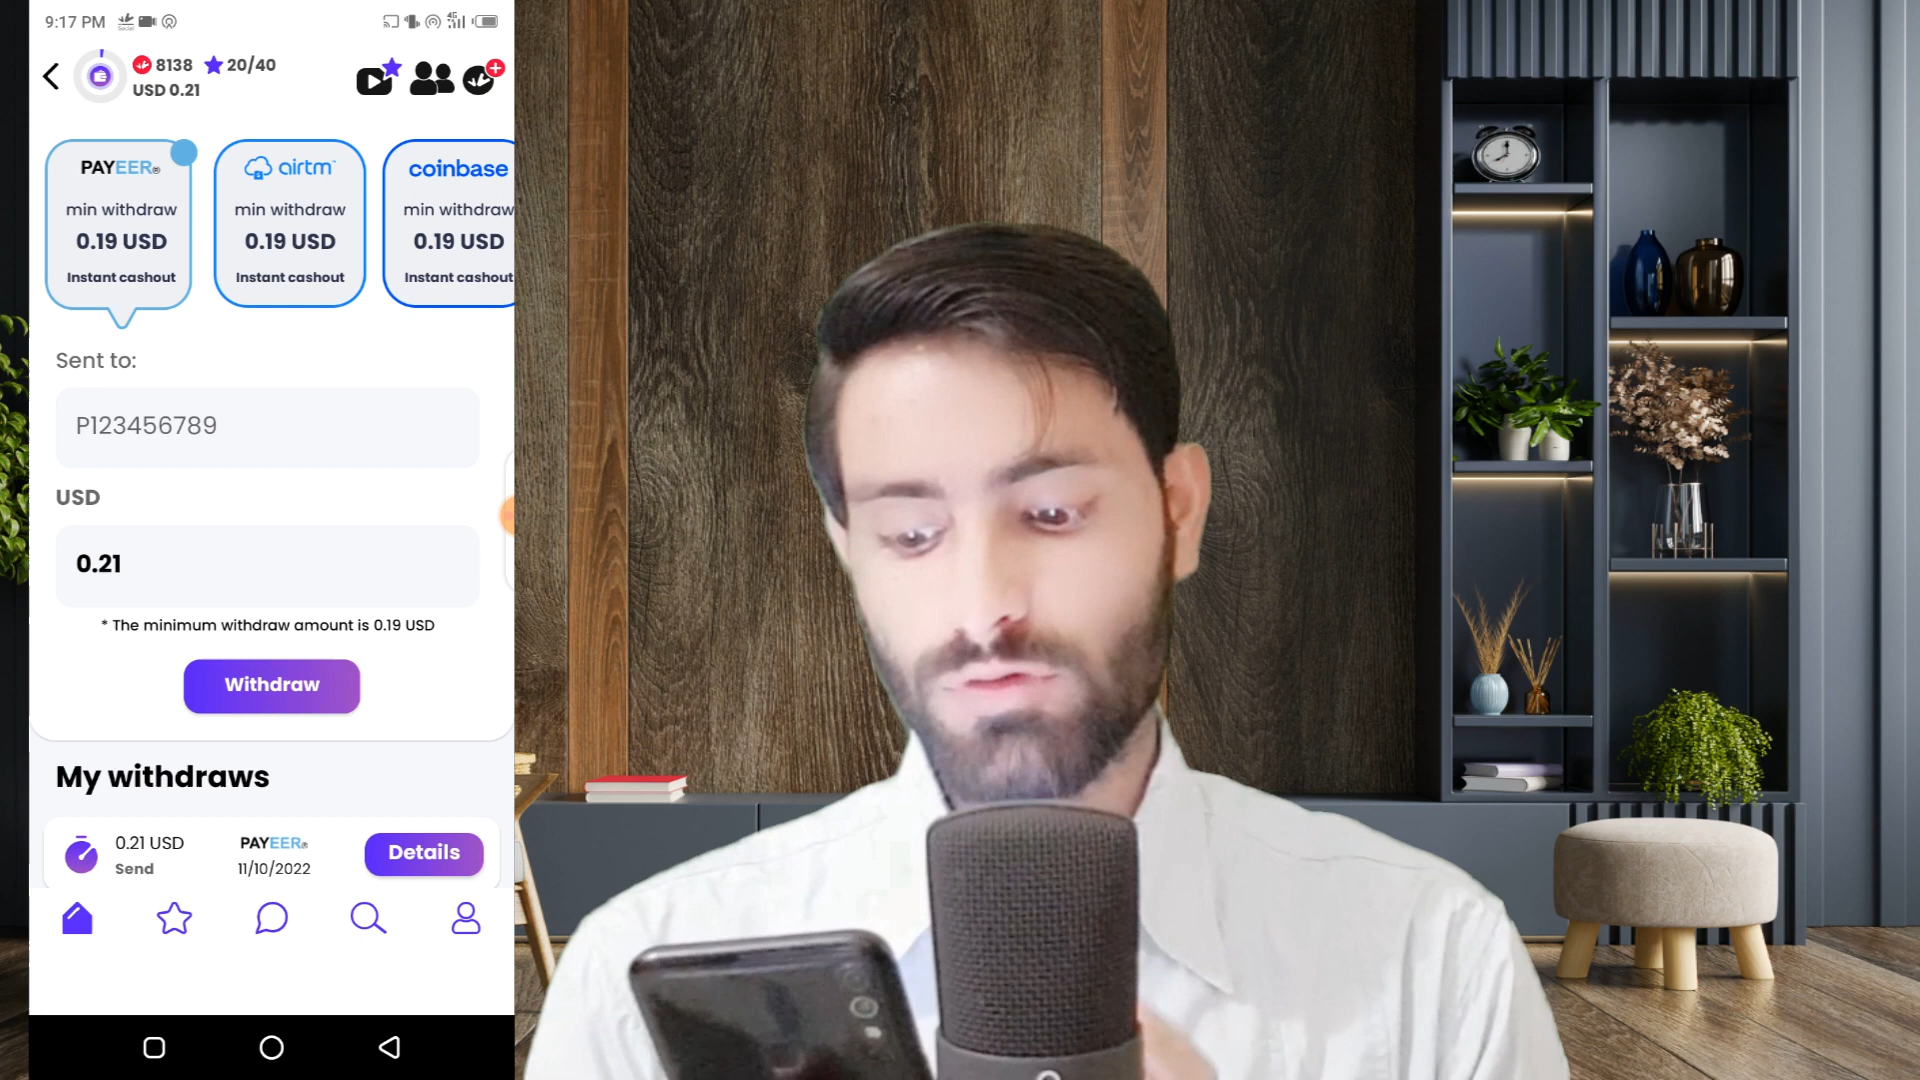 9:17 PM
8138 20/40
USD 0.21
PAYEER®
min withdraw
0.19 USD
Instant cashout
airtm
min withdraw
0.19 USD
Instant cashout
coinbase
min withdraw
0.19 USD
Instant cashout
Sent to:
P123456789
USD
0.21
* The minimum withdraw amount is 0.19 USD
Withdraw
My withdraws
0.21 USD
Send
PAYEER®
11/10/2022
Details